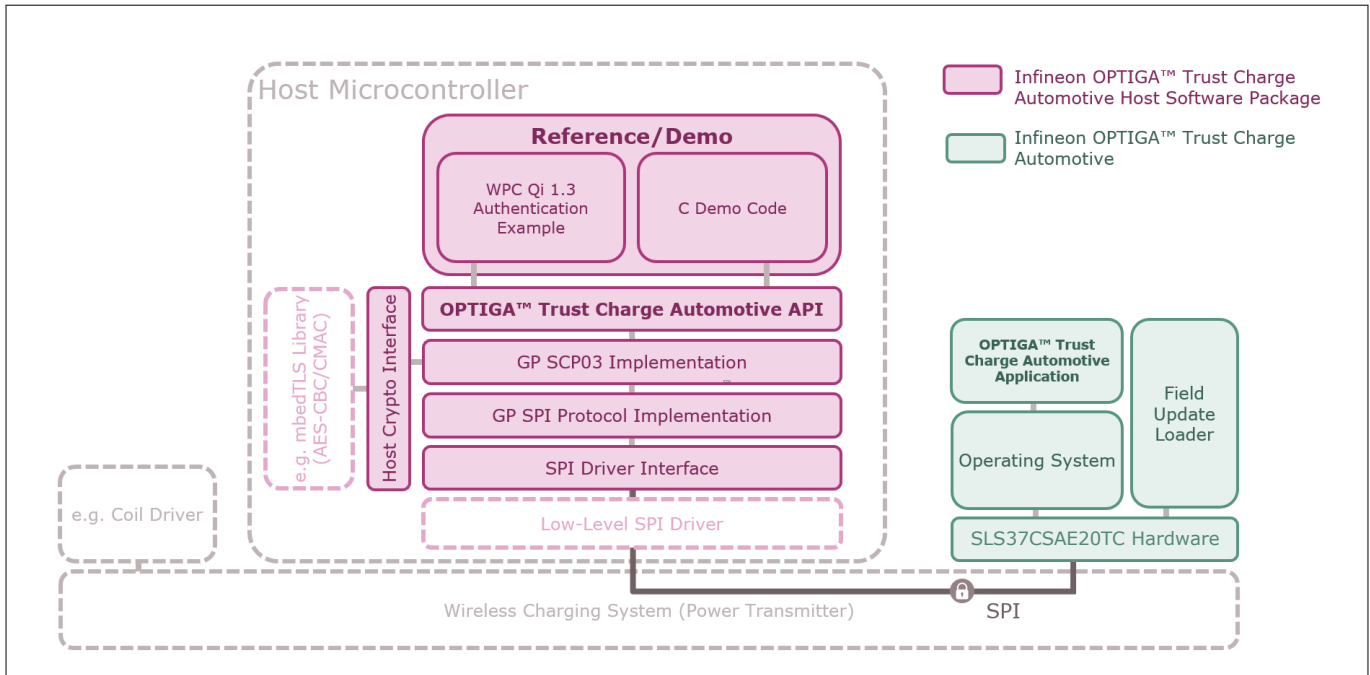 Host Microcontroller
Reference/Demo
WPC Qi 1.3
Authentication
Example
C Demo Code
OPTIGA™ Trust Charge Automotive API
GP SCP03 Implementation
GP SPI Protocol Implementation
SPI Driver Interface
Low-Level SPI Driver
Host Crypto Interface
e.g. mbedTLS Library
(AES-CBC/CMAC)
e.g. Coil Driver
Wireless Charging System (Power Transmitter)
SPI
Infineon OPTIGA™ Trust Charge
Automotive Host Software Package
Infineon OPTIGA™ Trust Charge
Automotive
OPTIGA™ Trust
Charge Automotive
Application
Operating System
Field
Update
Loader
SLS37CSAE20TC Hardware